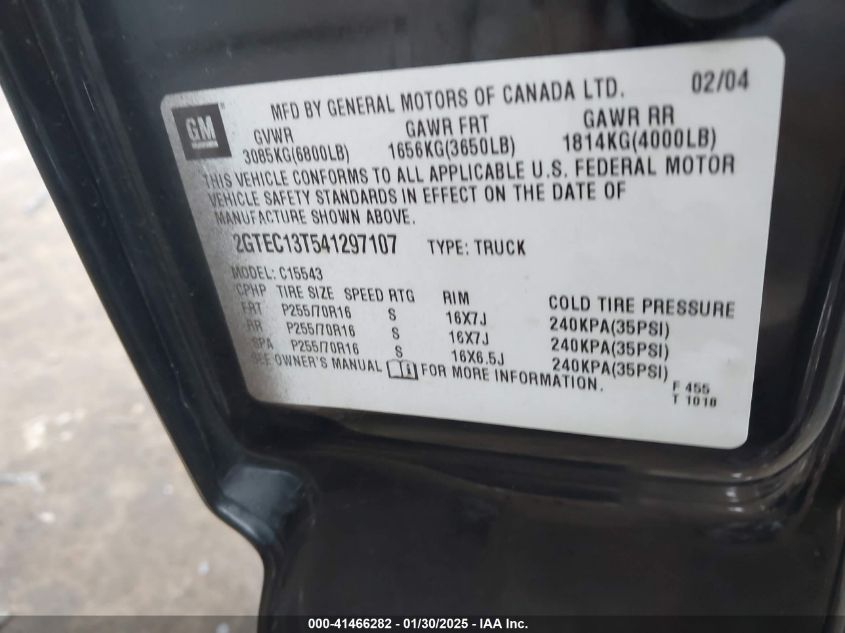 MFD BY GENERAL MOTORS OF CANADA LTD. 02/04
GM
GVWR GAWR FRT GAWR RR
3085KG(6800LB) 1656KG(3650LB) 1814KG(4000LB)
THIS VEHICLE CONFORMS TO ALL APPLICABLE U.S. FEDERAL MOTOR
VEHICLE SAFETY STANDARDS IN EFFECT ON THE DATE OF
MANUFACTURE SHOWN ABOVE.
2GTEC13T541297107 TYPE: TRUCK
MODEL: C15543
CPHP TIRE SIZE SPEED RTG RIM COLD TIRE PRESSURE
FRT P255/70R16 S 16X7J 240KPA(35PSI)
RR P255/70R16 S 16X7J 240KPA(35PSI)
SPA P255/70R16 S 16X6.5J 240KPA(35PSI)
SEE OWNER'S MANUAL FOR MORE INFORMATION.
F 455
T 1010
000-41466282 - 01/30/2025 - IAA Inc.